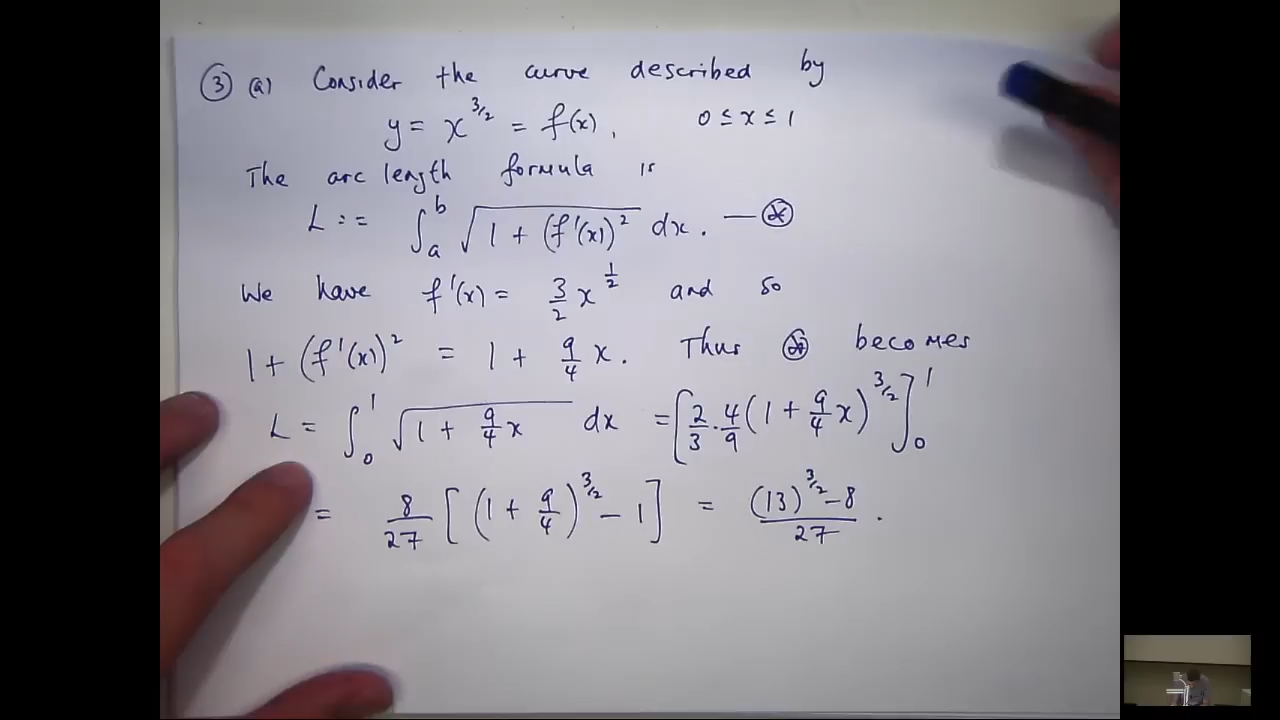 ③ (a) Consider the curve described by
y = x^{3/2} = f(x), 0 ≤ x ≤ 1
The arc length formula is
L := ∫_a^b √(1 + (f'(x))^2) dx. — ⊛
We have f'(x) = 3/2 x^{1/2} and so
1 + (f'(x))^2 = 1 + 9/4 x. Thus ⊛ becomes
L = ∫_0^1 √(1 + 9/4 x) dx = [2/3 · 4/9 (1 + 9/4 x)^{3/2}]_0^1
= 8/27 [(1 + 9/4)^{3/2} − 1] = ((13)^{3/2} − 8)/27 .